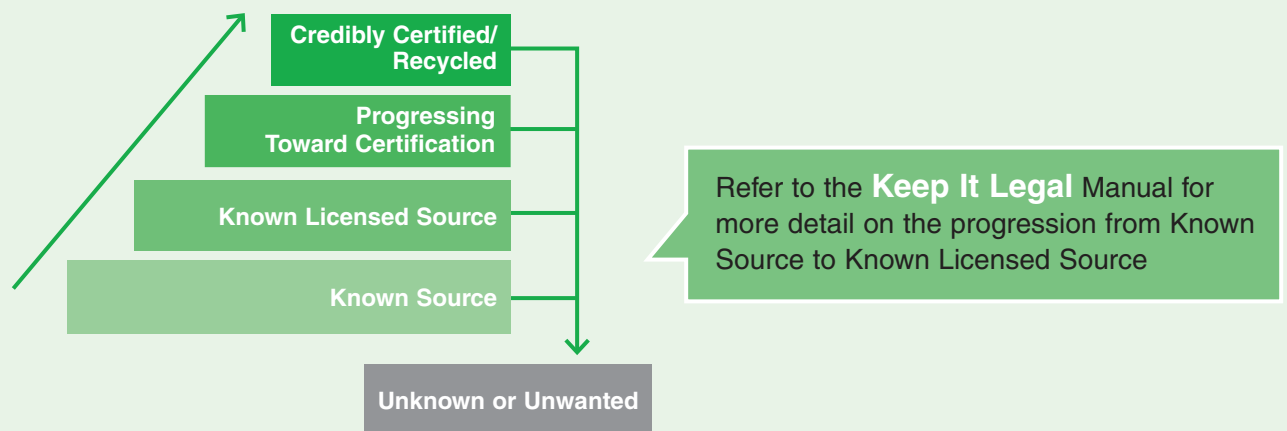 Credibly Certified/
Recycled
Progressing
Toward Certification
Known Licensed Source
Known Source
Unknown or Unwanted
Refer to the Keep It Legal Manual for
more detail on the progression from Known
Source to Known Licensed Source